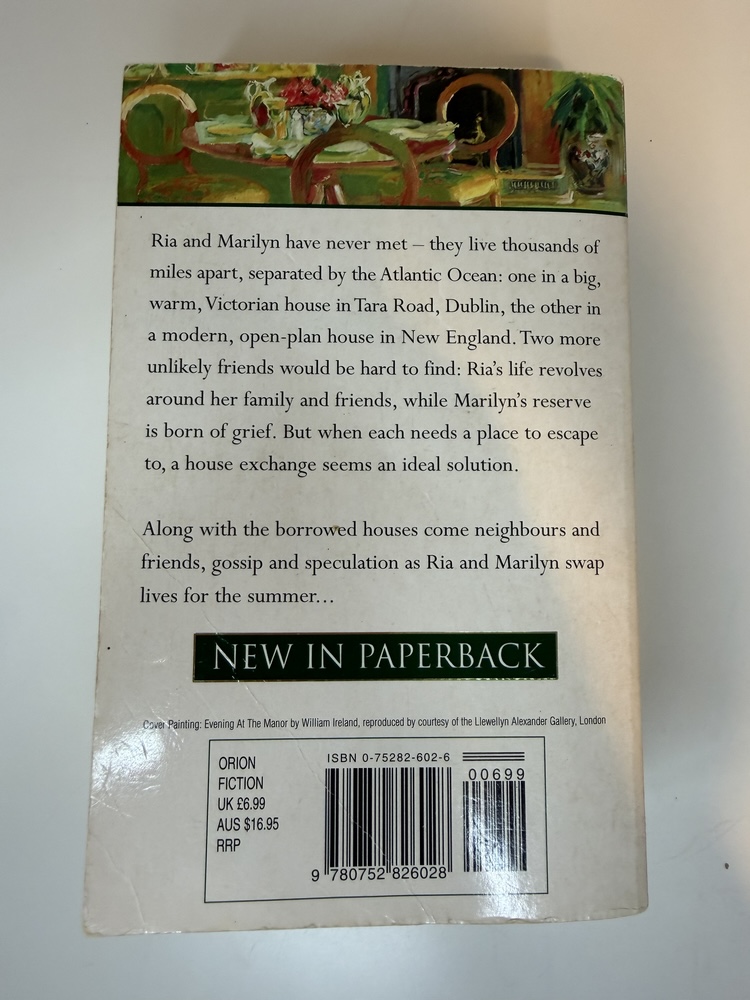 Ria and Marilyn have never met – they live thousands of
miles apart, separated by the Atlantic Ocean: one in a big,
warm, Victorian house in Tara Road, Dublin, the other in
a modern, open-plan house in New England. Two more
unlikely friends would be hard to find: Ria's life revolves
around her family and friends, while Marilyn's reserve
is born of grief. But when each needs a place to escape
to, a house exchange seems an ideal solution.
Along with the borrowed houses come neighbours and
friends, gossip and speculation as Ria and Marilyn swap
lives for the summer…
NEW IN PAPERBACK
Cover Painting: Evening At The Manor by William Ireland, reproduced by courtesy of the Llewellyn Alexander Gallery, London
ORION
FICTION
UK £6.99
AUS $16.95
RRP
ISBN 0-75282-602-6
00699
9 780752 826028